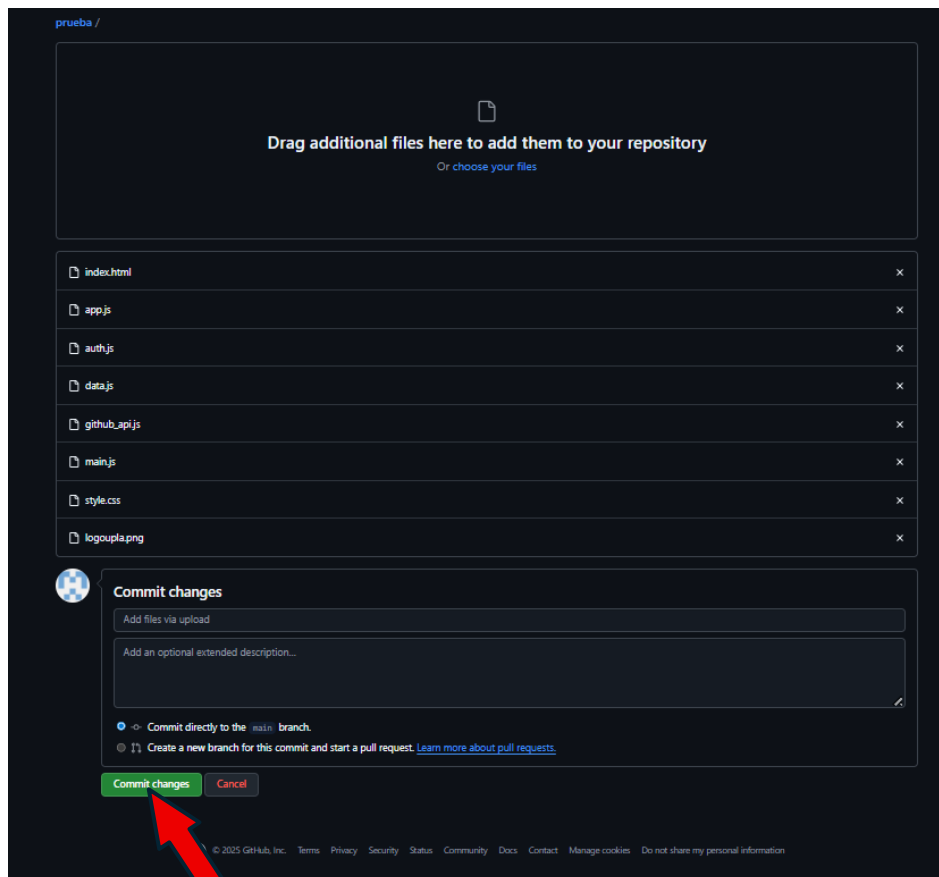 prueba /
Drag additional files here to add them to your repository
Or choose your files
index.html
app.js
auth.js
data.js
github_api.js
main.js
style.css
logoupla.png
Commit changes
Add files via upload
Add an optional extended description...
Commit directly to the main branch.
Create a new branch for this commit and start a pull request. Learn more about pull requests.
Commit changes Cancel
© 2025 GitHub, Inc. Terms Privacy Security Status Community Docs Contact Manage cookies Do not share my personal information